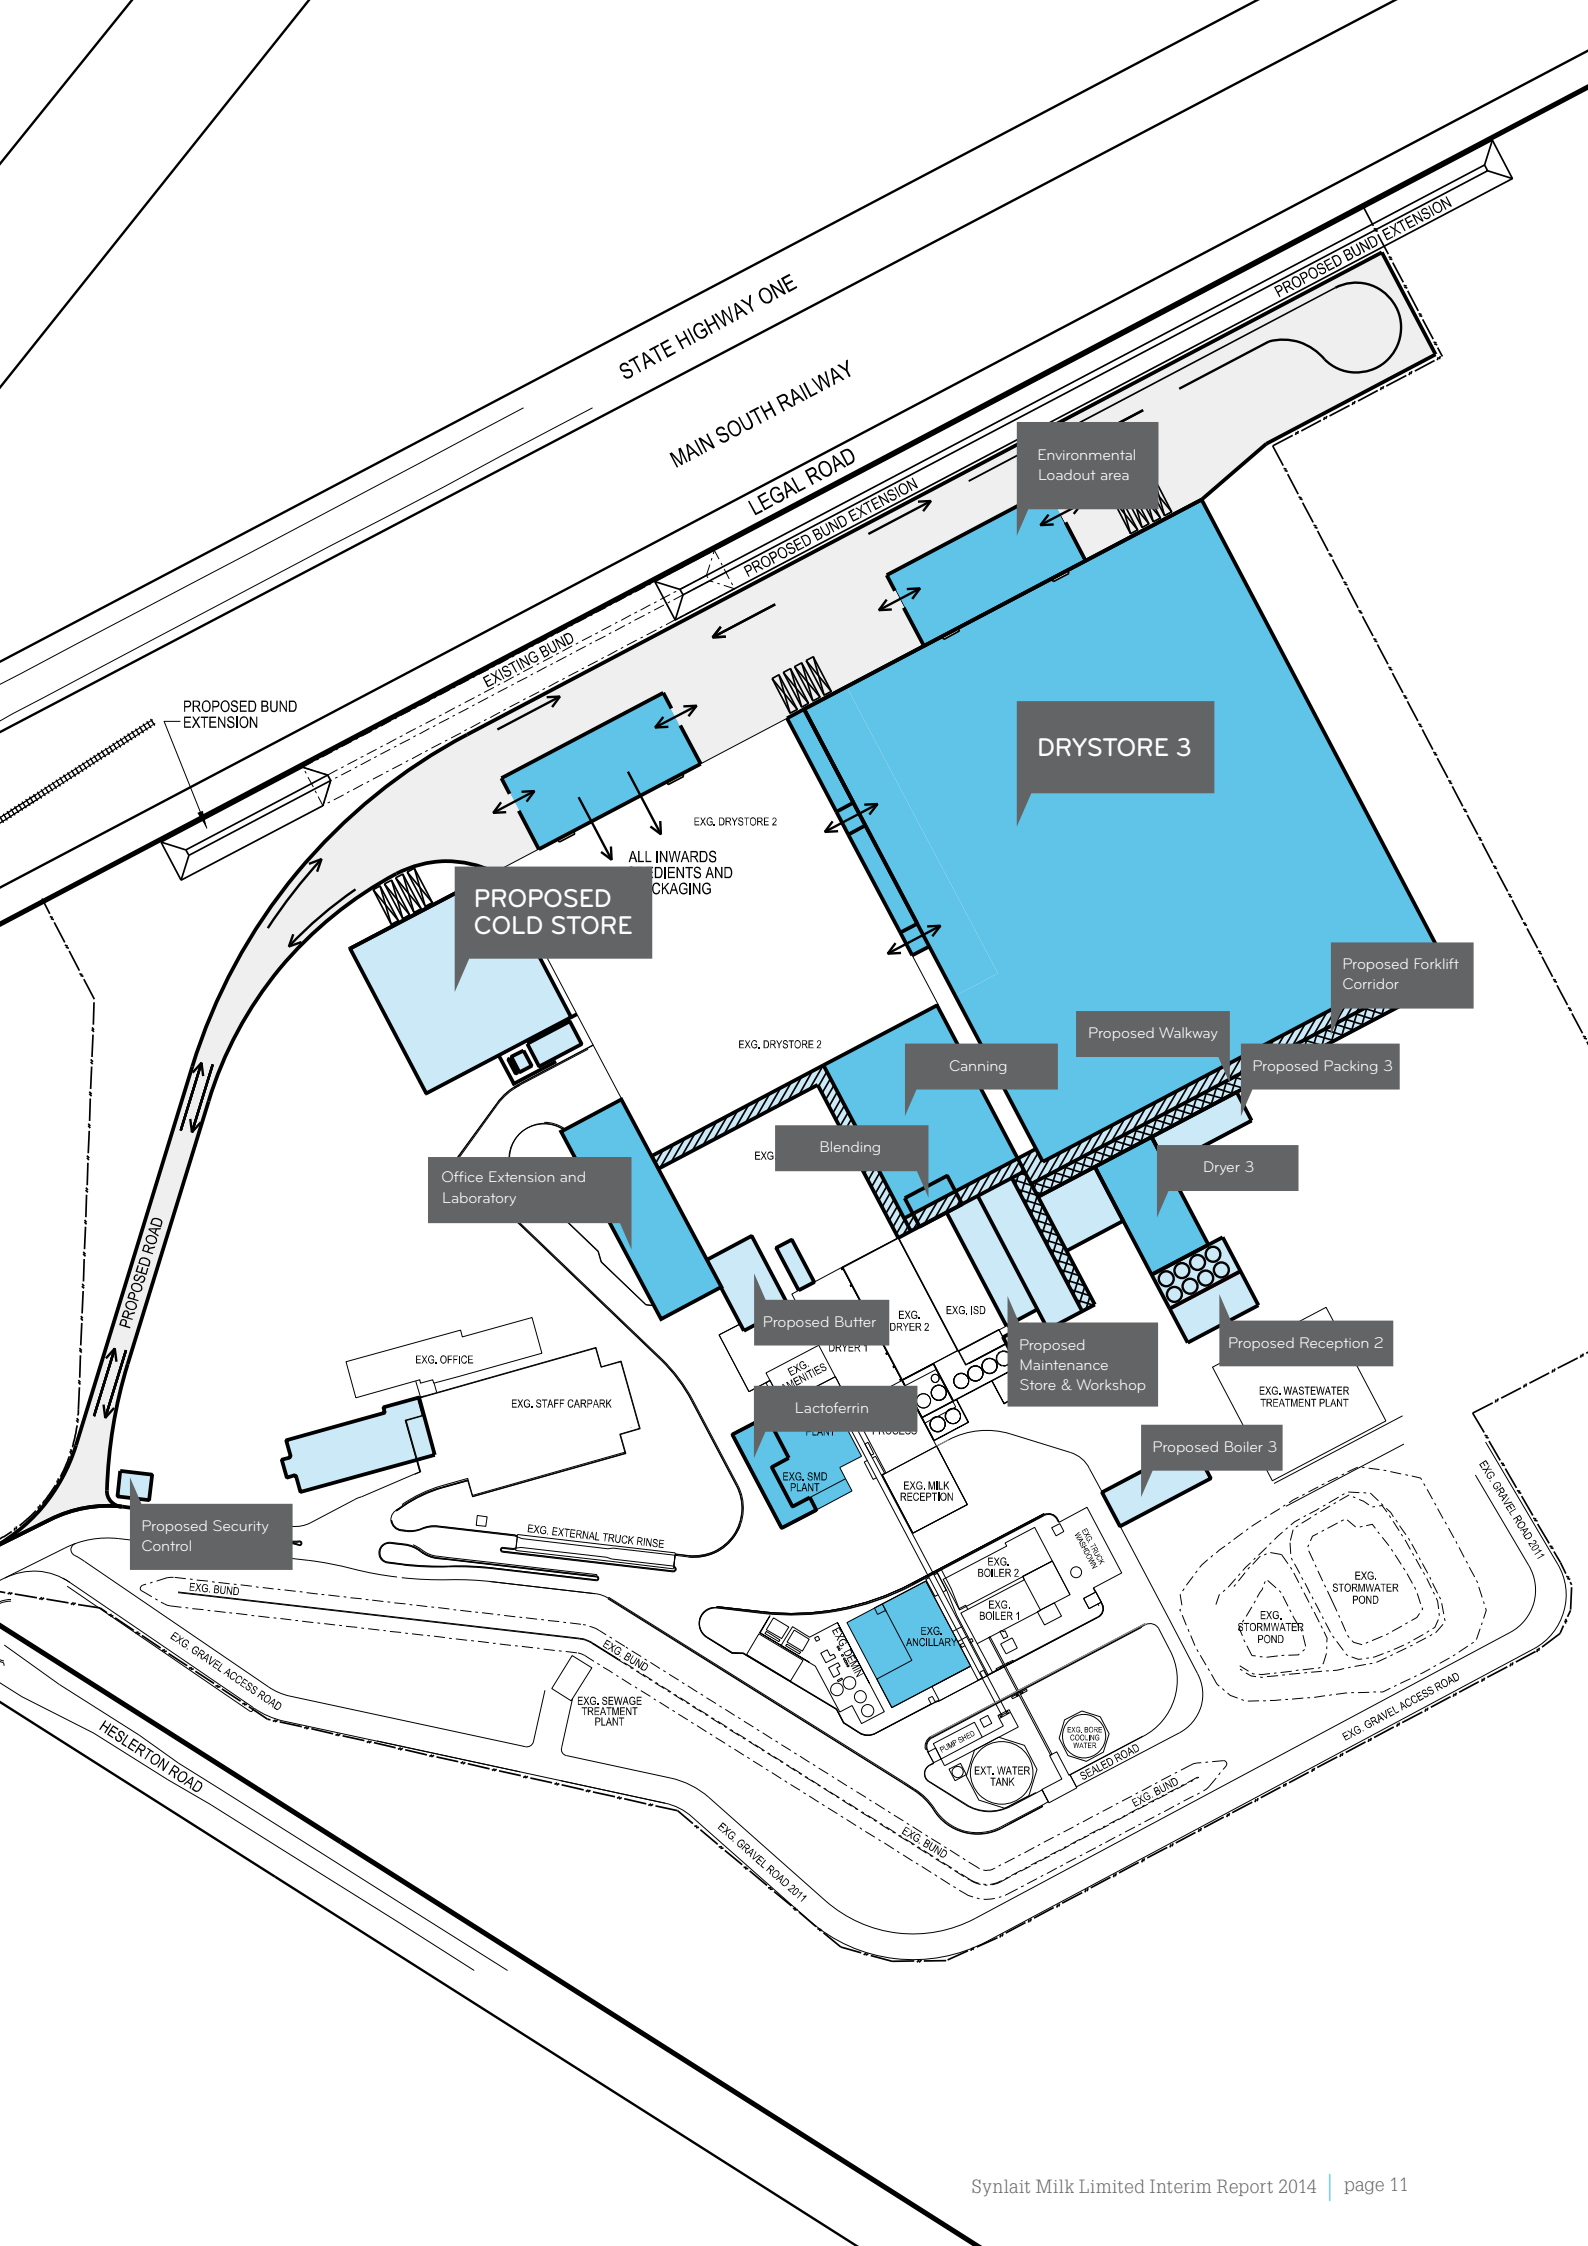 STATE HIGHWAY ONE
MAIN SOUTH RAILWAY
LEGAL ROAD
PROPOSED BUND EXTENSION
PROPOSED BUND EXTENSION
Environmental
Loadout area
EXISTING BUND
PROPOSED BUND
EXTENSION
DRYSTORE 3
EXG. DRYSTORE 2
ALL INWARDS
EDIENTS AND
CKAGING
PROPOSED
COLD STORE
Proposed Forklift
Corridor
Proposed Walkway
EXG. DRYSTORE 2
Canning
Proposed Packing 3
Blending
EXG
Office Extension and
Laboratory
Dryer 3
PROPOSED ROAD
Proposed Butter
EXG.
DRYER 2
EXG. ISD
DRYER 1
Proposed
Maintenance
Store & Workshop
Proposed Reception 2
EXG. OFFICE
EXG.
MENITIES
EXG. STAFF CARPARK
EXG. WASTEWATER
TREATMENT PLANT
Lactoferrin
PLANT
PROCESS
Proposed Boiler 3
EXG. SMD
PLANT
EXG. MILK
RECEPTION
EXG. GRAVEL ROAD 2011
Proposed Security
Control
EXG. EXTERNAL TRUCK RINSE
EXG. TRUCK
WASHDOWN
EXG.
BOILER 2
EXG.
BOILER 1
EXG.
STORMWATER
POND
EXG.
STORMWATER
POND
EXG. BUND
EXG. BUND
EXG. DEMIN
EXG.
ANCILLARY
EXG. GRAVEL ACCESS ROAD
EXG. SEWAGE
TREATMENT
PLANT
EXG. GRAVEL ACCESS ROAD
HESLERTON ROAD
PUMP SHED
EXG. BORE
COOLING
WATER
EXT. WATER
TANK
SEALED ROAD
EXG. BUND
EXG. BUND
EXG. GRAVEL ROAD 2011
Synlait Milk Limited Interim Report 2014 | page 11